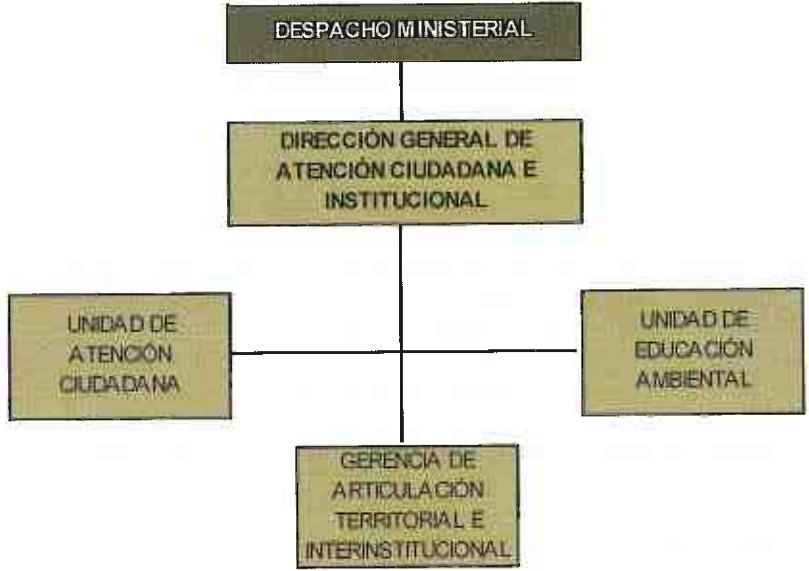 DESPACHO MINISTERIAL
DIRECCIÓN GENERAL DE
ATENCIÓN CIUDADANA E
INSTITUCIONAL
UNIDAD DE
ATENCIÓN
CIUDADANA
UNIDAD DE
EDUCACIÓN
AMBIENTAL
GERENCIA DE
ARTICULACIÓN
TERRITORIAL E
INTERINSTITUCIONAL